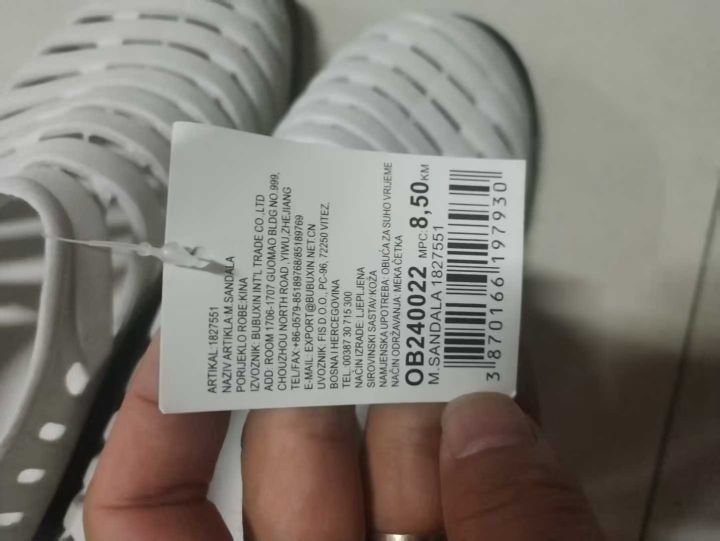 ARTIKAL:1827551
NAZIV ARTIKLA:M.SANDALA
PORIJEKLO ROBE:KINA
IZVOZNIK: BUBUXIN INT'L TRADE CO.,LTD
ADD: ROOM 1706-1707 GUOMAO BLDG NO.999,
CHOUZHOU NORTH ROAD ,YIWU,ZHEJIANG
TEL/FAX:+86-0579-85189768/85189769
E-MAIL: EXPORT@BUBUXIN.NET.CN
UVOZNIK: FIS D.O.O., PC-96, 72250 VITEZ,
BOSNA I HERCEGOVINA
TEL: 00387 30 715 300
NAČIN IZRADE: LJEPLJENA
SIROVINSKI SASTAV:KOŽA
NAMJENSKA UPOTREBA: OBUĆA ZA SUHO VRIJEME
NAČIN ODRŽAVANJA: MEKA ČETKA
OB240022 MPC: 8,50 KM
M.SANDALA 1827551
3 870166 197930